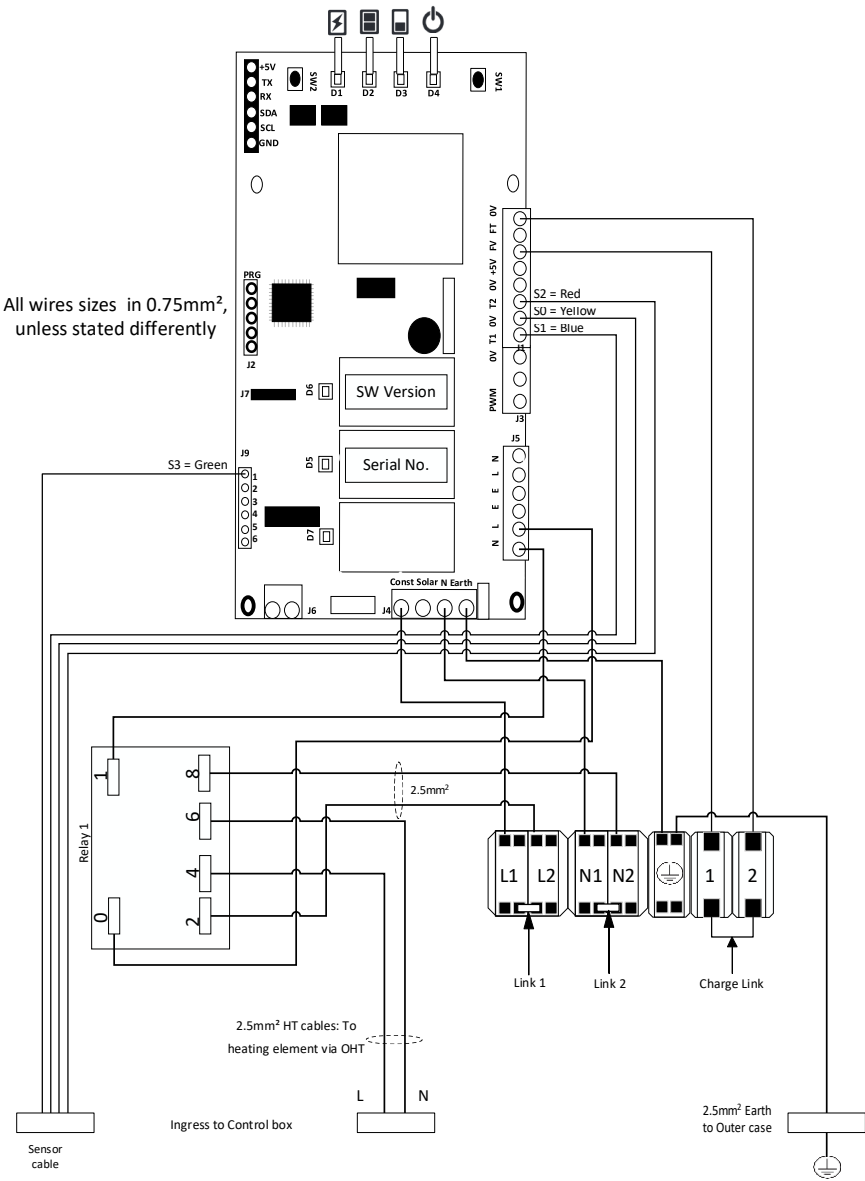 +5V
TX
RX
SDA
SCL
GND
SW2
D1
D2
D3
D4
SW1
0V
FT
FV
+5V
0V
T2
0V
T1
0V
PWM
J1
J3
S2 = Red
S0 = Yellow
S1 = Blue
All wires sizes in 0.75mm²,
unless stated differently
PRG
J2
J7
D6
SW Version
J5
J9
S3 = Green
1
2
3
4
5
6
D5
Serial No.
D7
N
L
E
E
L
N
Const Solar N Earth
J6
J4
Relay 1
1
8
6
4
2
0
2.5mm²
L1
L2
N1
N2
1
2
Link 1
Link 2
Charge Link
2.5mm² HT cables: To
heating element via OHT
L
N
Ingress to Control box
2.5mm² Earth
to Outer case
Sensor
cable